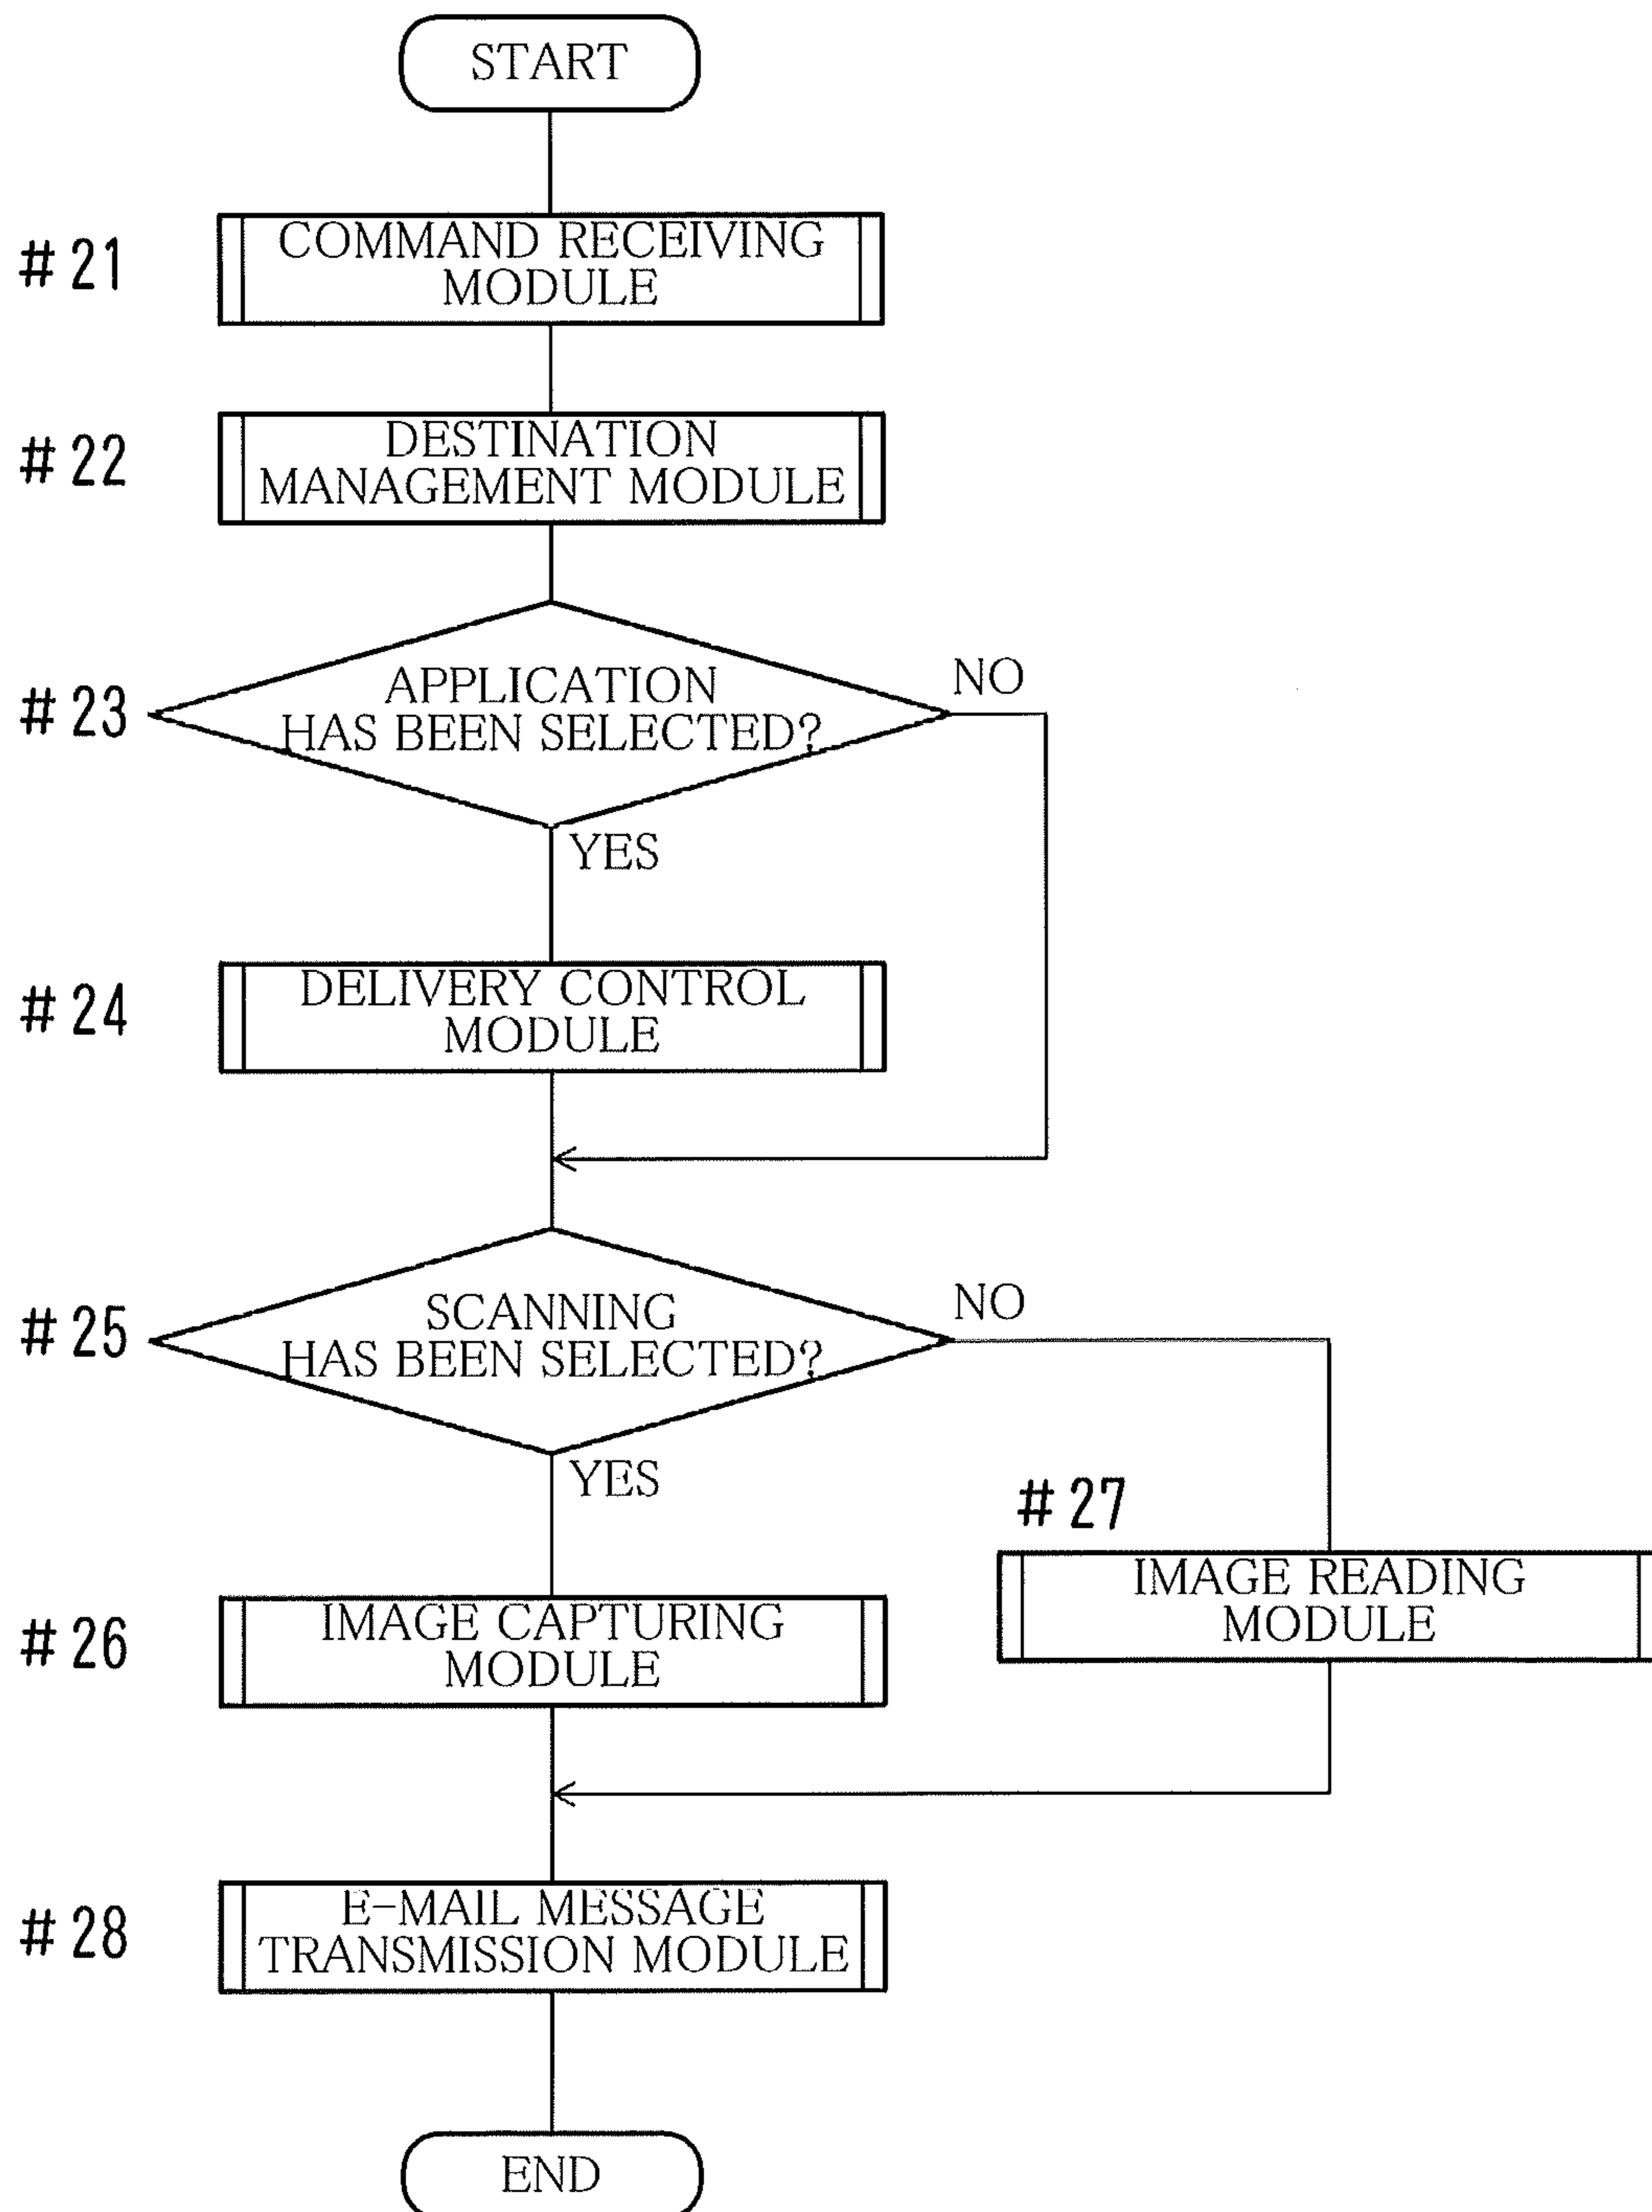 START
#21
COMMAND RECEIVING
MODULE
#22
DESTINATION
MANAGEMENT MODULE
#23
APPLICATION
HAS BEEN SELECTED?
NO
YES
#24
DELIVERY CONTROL
MODULE
#25
SCANNING
HAS BEEN SELECTED?
NO
YES
#27
IMAGE READING
MODULE
#26
IMAGE CAPTURING
MODULE
#28
E-MAIL MESSAGE
TRANSMISSION MODULE
END